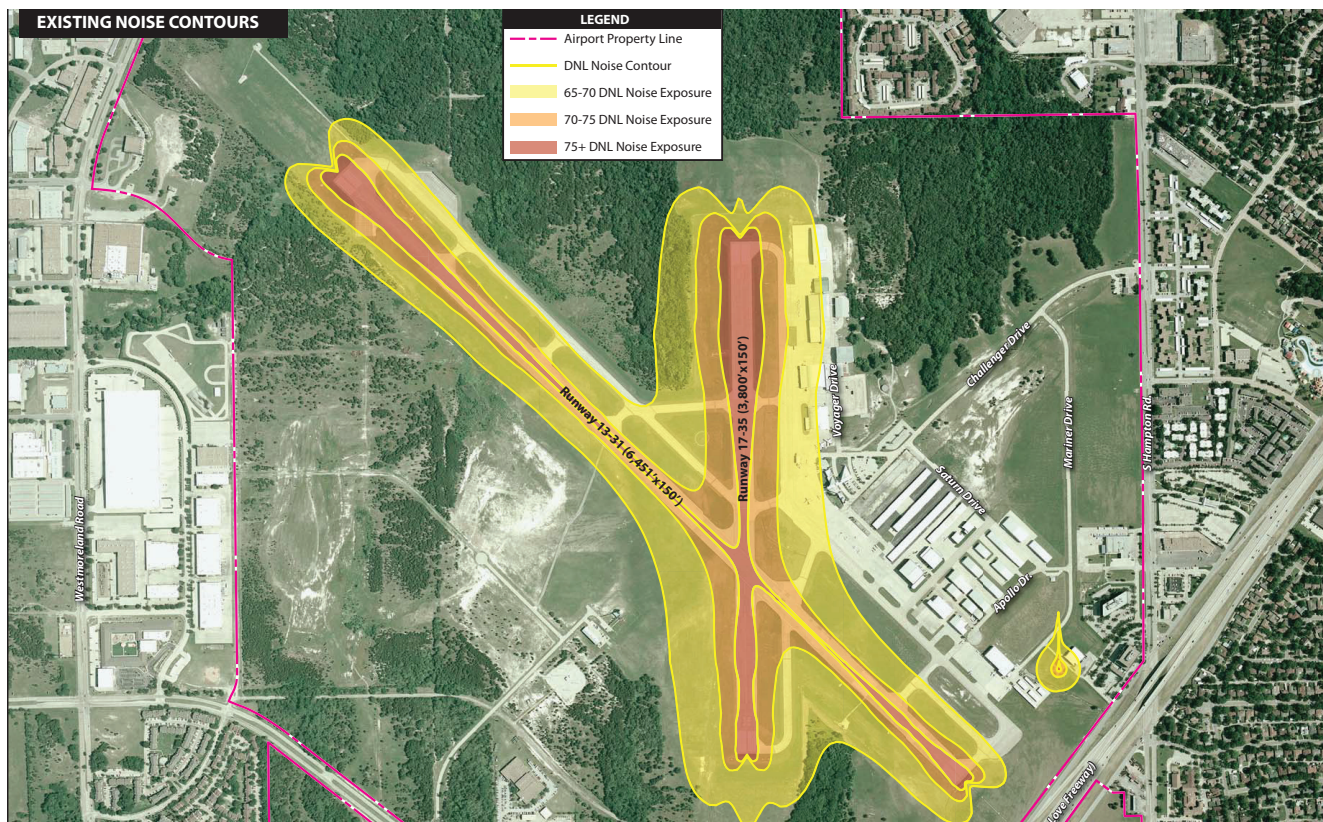 EXISTING NOISE CONTOURS
LEGEND
Airport Property Line
DNL Noise Contour
65-70 DNL Noise Exposure
70-75 DNL Noise Exposure
75+ DNL Noise Exposure
Runway 13-31 (6,451'x150')
Runway 17-35 (3,800'x150')
Voyager Drive
Challenger Drive
Mariner Drive
S Hampton Rd.
Saturn Drive
Apollo Dr.
Westmoreland Road
Love Freeway)